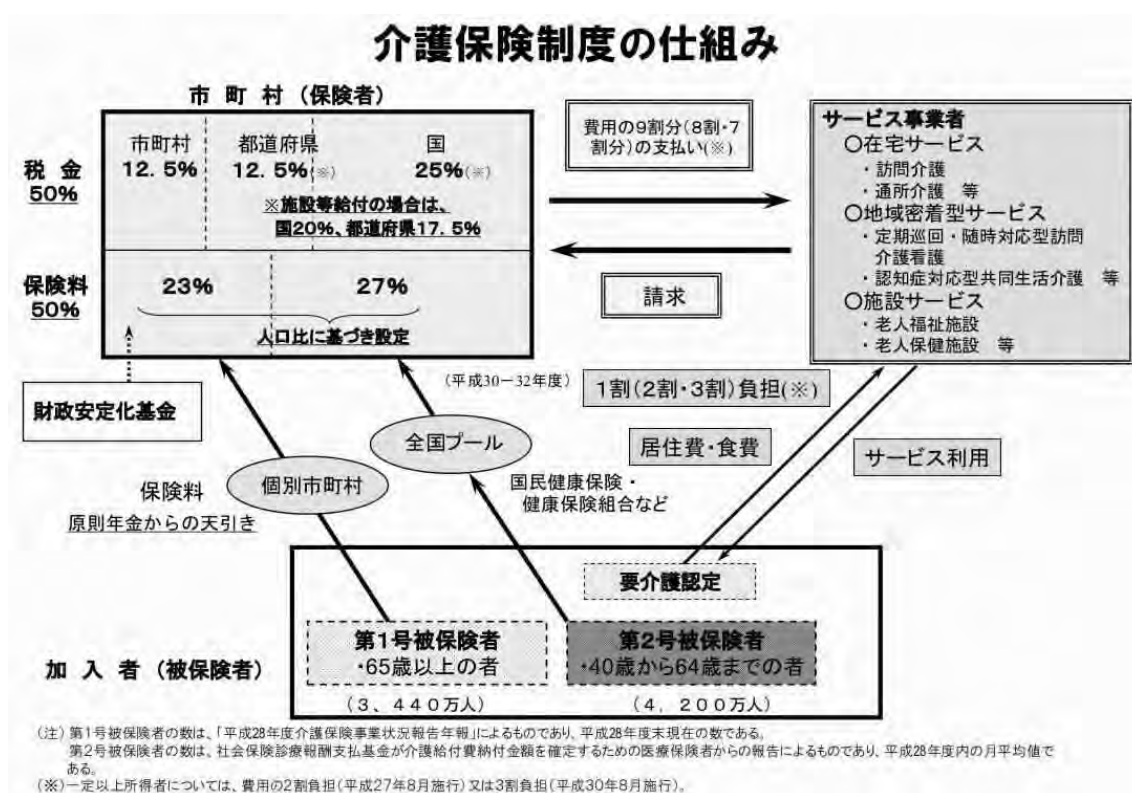 介護保険制度の仕組み
市 町 村 (保険者)
税 金
50%
市町村
12. 5%
都道府県
12. 5%(※)
国
25%(※)
※施設等給付の場合は、
国20%、都道府県17. 5%
保険料
50%
23%
27%
人口比に基づき設定
財政安定化基金
費用の9割分(8割・7
割分)の支払い(※)
請求
サービス事業者
○在宅サービス
・訪問介護
・通所介護 等
○地域密着型サービス
・定期巡回・随時対応型訪問
介護看護
・認知症対応型共同生活介護 等
○施設サービス
・老人福祉施設
・老人保健施設 等
(平成30-32年度)
1割(2割・3割)負担(※)
全国プール
居住費・食費
サービス利用
個別市町村
保険料
原則年金からの天引き
国民健康保険・
健康保険組合など
要介護認定
加 入 者 (被保険者)
第1号被保険者
・65歳以上の者
第2号被保険者
・40歳から64歳までの者
(3、440万人)
(4，200万人)
(注) 第1号被保険者の数は、「平成28年度介護保険事業状況報告年報」によるものであり、平成28年度末現在の数である。
第2号被保険者の数は、社会保険診療報酬支払基金が介護給付費納付金額を確定するための医療保険者からの報告によるものであり、平成28年度内の月平均値で
ある。
(※)一定以上所得者については、費用の2割負担(平成27年8月施行)又は3割負担(平成30年8月施行)。